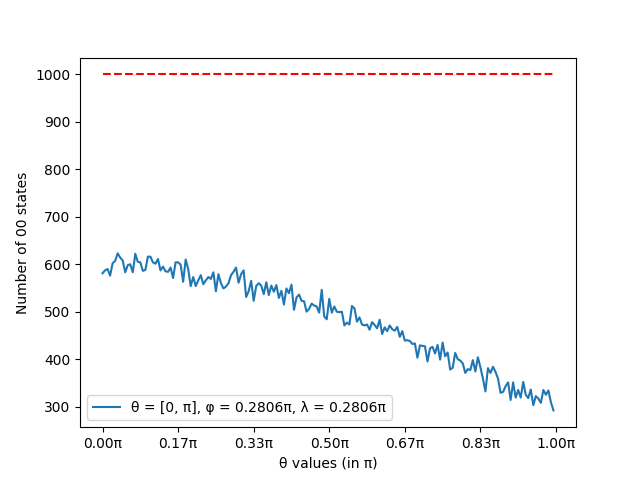 1000
900
800
700
600
500
400
300
Number of 00 states
θ = [0, π], φ = 0.2806π, λ = 0.2806π
0.00π 0.17π 0.33π 0.50π 0.67π 0.83π 1.00π
θ values (in π)